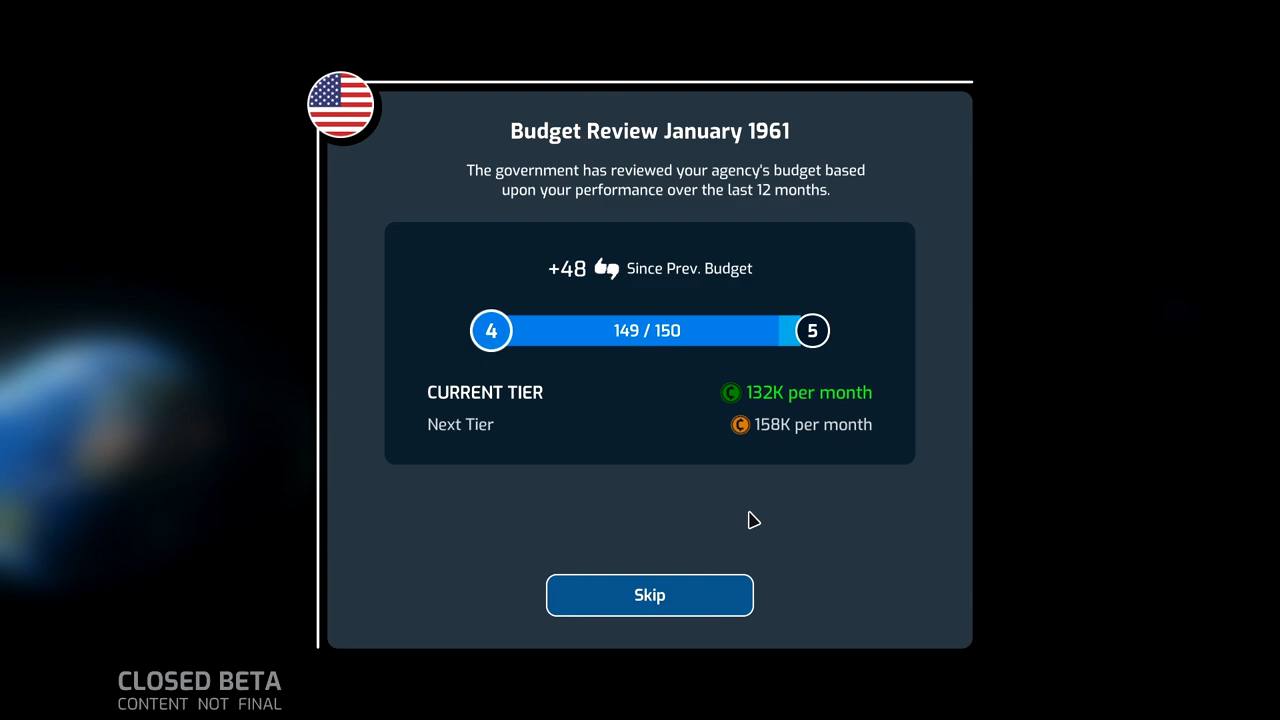 Budget Review January 1961
The government has reviewed your agency's budget based
upon your performance over the last 12 months.
+48 Since Prev. Budget
4 149 / 150 5
CURRENT TIER C 132K per month
Next Tier C 158K per month
Skip
CLOSED BETA
CONTENT NOT FINAL